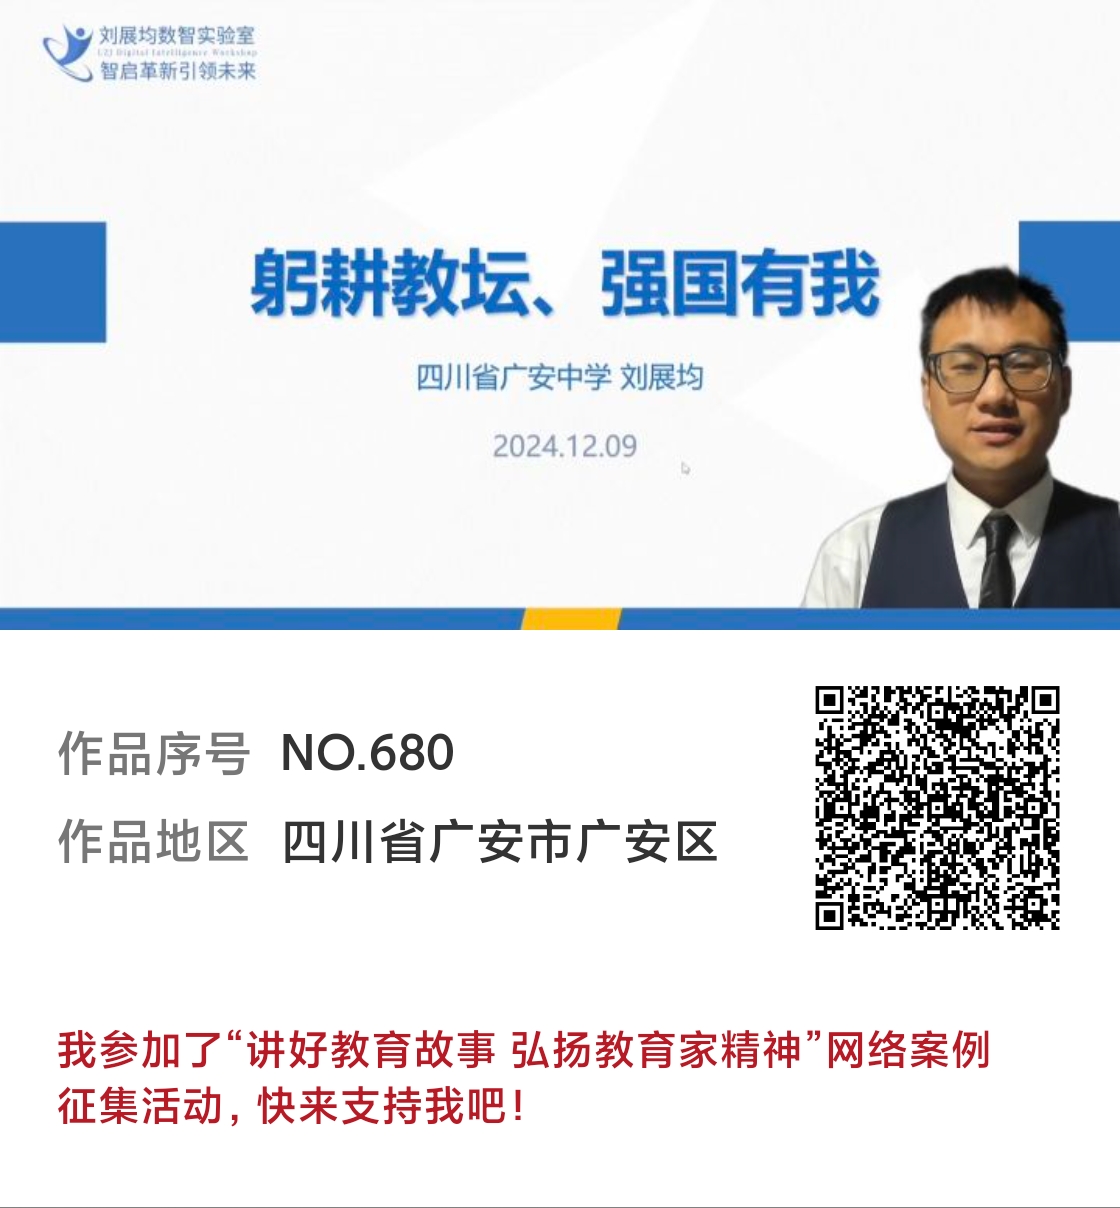 刘展均数智实验室
LZJ Digital Intelligence Workshop
智启革新引领未来
躬耕教坛、强国有我
四川省广安中学 刘展均
2024.12.09
作品序号 NO.680
作品地区 四川省广安市广安区
我参加了“讲好教育故事 弘扬教育家精神”网络案例
征集活动，快来支持我吧！